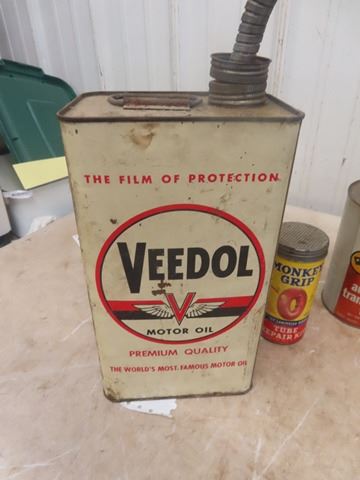 THE FILM OF PROTECTION
VEEDOL
V
MOTOR OIL
PREMIUM QUALITY
THE WORLD'S MOST FAMOUS MOTOR OIL
MONKEY
GRIP
TUBE
REPAIR KIT